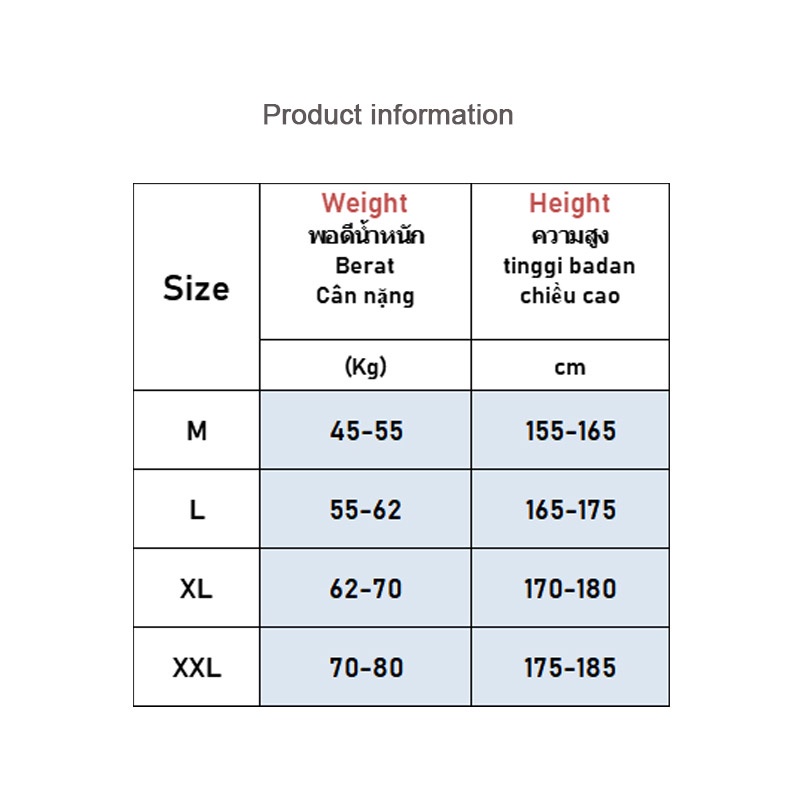 Product information
Size
Weight
พอดีน้ำหนัก
Berat
Cân nặng
Height
ความสูง
tinggi badan
chiều cao
(Kg)
cm
M
45-55
155-165
L
55-62
165-175
XL
62-70
170-180
XXL
70-80
175-185